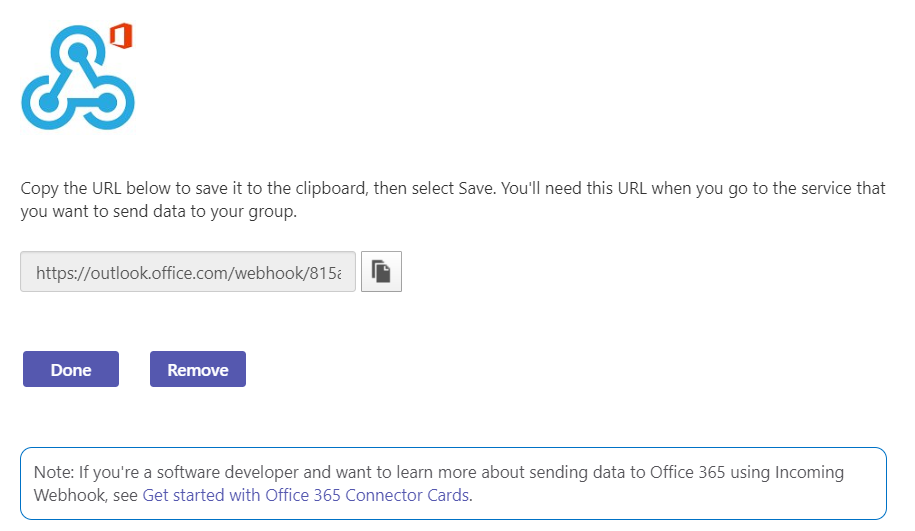 Copy the URL below to save it to the clipboard, then select Save. You'll need this URL when you go to the service that
you want to send data to your group.
https://outlook.office.com/webhook/815a
Done
Remove
Note: If you're a software developer and want to learn more about sending data to Office 365 using Incoming
Webhook, see Get started with Office 365 Connector Cards.